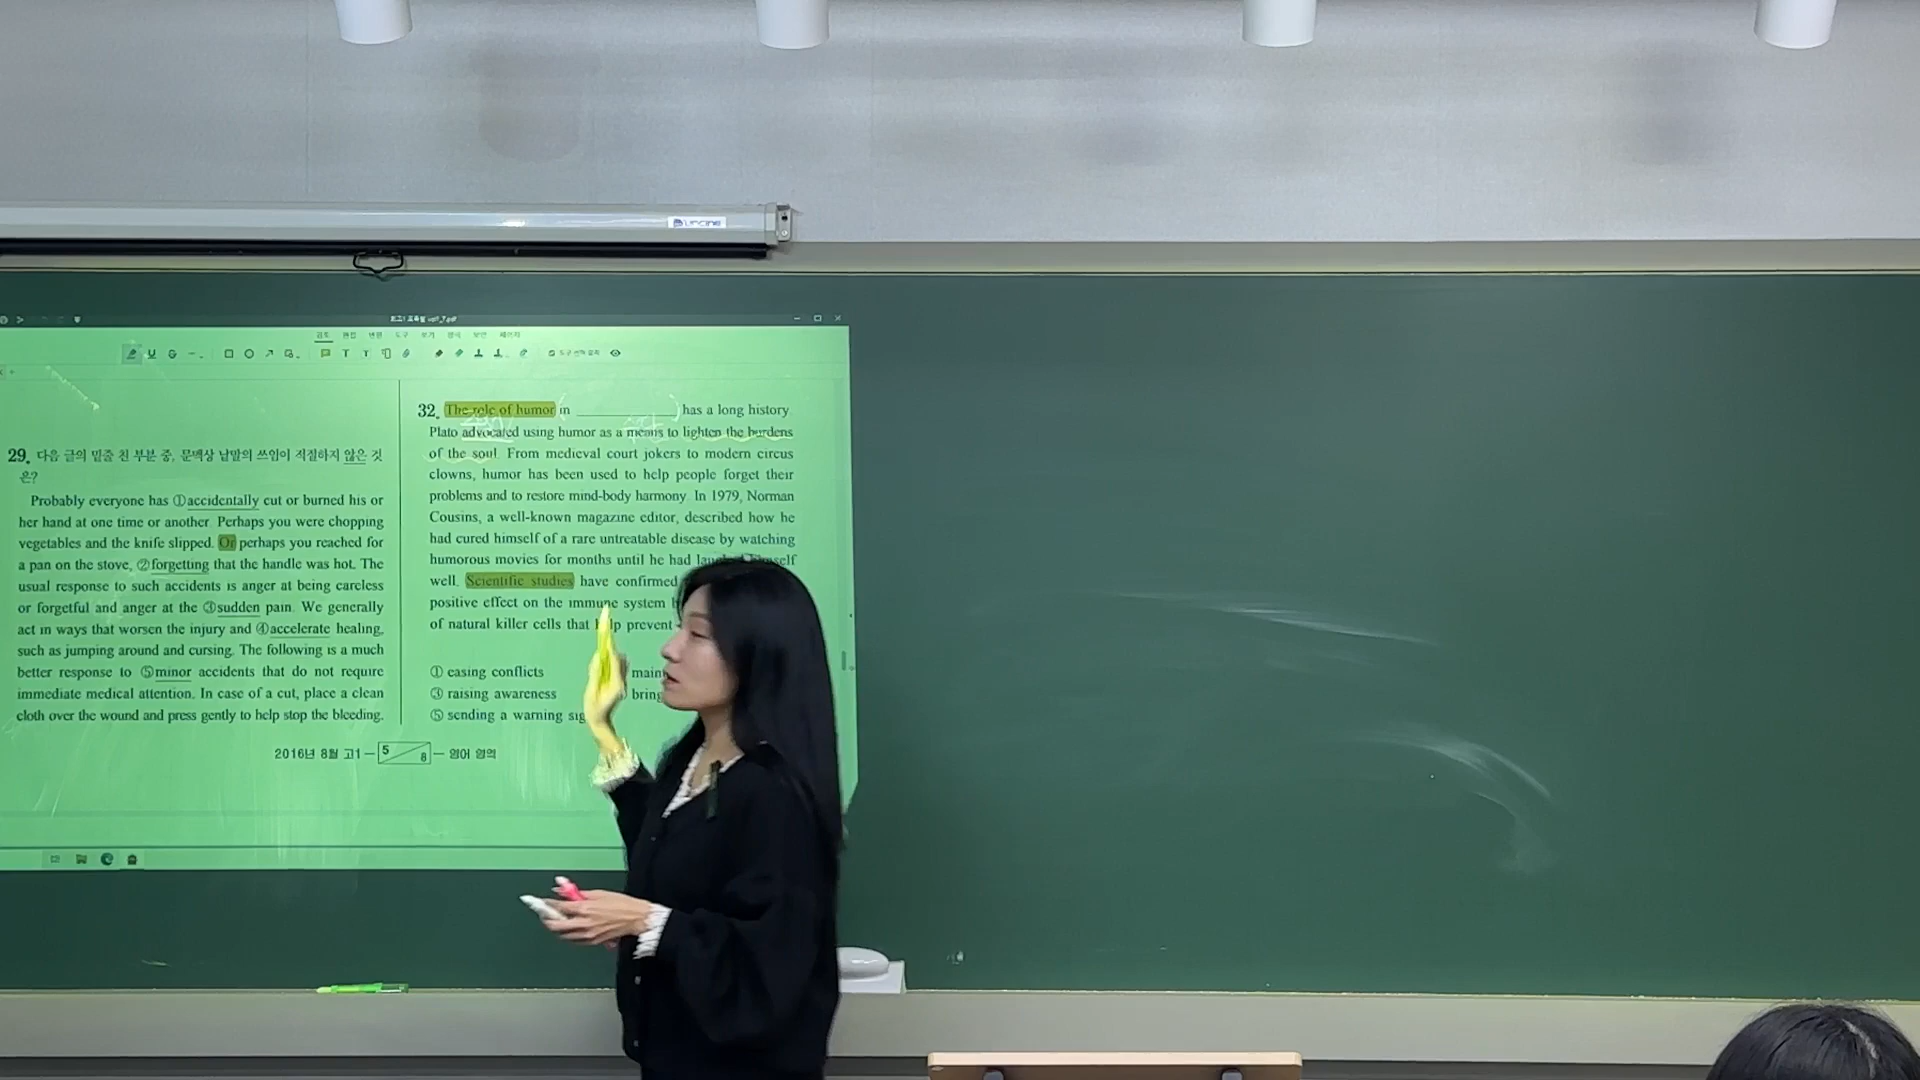 29. 다음 글의 밑줄 친 부분 중, 문맥상 낱말의 쓰임이 적절하지 않은 것
은?
Probably everyone has ①accidentally cut or burned his or
her hand at one time or another. Perhaps you were chopping
vegetables and the knife slipped. Or perhaps you reached for
a pan on the stove, ②forgetting that the handle was hot. The
usual response to such accidents is anger at being careless
or forgetful and anger at the ③sudden pain. We generally
act in ways that worsen the injury and ④accelerate healing,
such as jumping around and cursing. The following is a much
better response to ⑤minor accidents that do not require
immediate medical attention. In case of a cut, place a clean
cloth over the wound and press gently to help stop the bleeding.
32. The role of humor in ____________ has a long history
Plato advocated using humor as a means to lighten the burdens
of the soul. From medieval court jokers to modern circus
clowns, humor has been used to help people forget their
problems and to restore mind-body harmony. In 1979, Norman
Cousins, a well-known magazine editor, described how he
had cured himself of a rare untreatable disease by watching
humorous movies for months until he had
well. Scientific studies have confirmed
positive effect on the immune system
of natural killer cells that help prevent
① easing conflicts
③ raising awareness
⑤ sending a warning
2016년 8월 고1 5 8 영어 영역